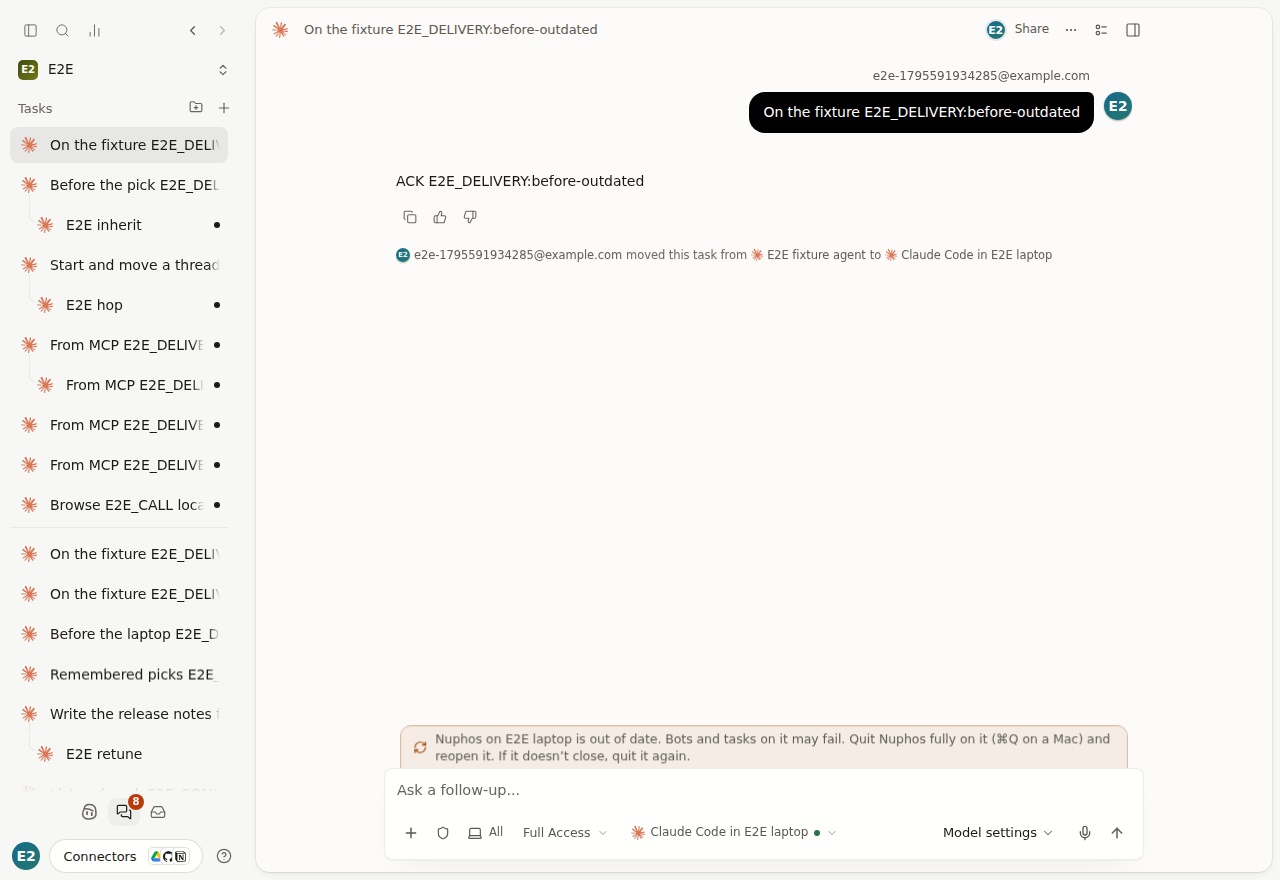 On the fixture E2E_DELIVERY:before-outdated
E2 Share
E2 E2E
Tasks
e2e-1795591934285@example.com
On the fixture E2E_DELIVERY:before-outdated
E2
On the fixture E2E_DELIV
Before the pick E2E_DEL
E2E inherit
Start and move a thread
E2E hop
From MCP E2E_DELIVE
From MCP E2E_DELI
From MCP E2E_DELIVE
From MCP E2E_DELIVE
Browse E2E_CALL loca
On the fixture E2E_DELIV
On the fixture E2E_DELIV
Before the laptop E2E_D
Remembered picks E2E_
Write the release notes f
E2E retune
8
E2 Connectors
ACK E2E_DELIVERY:before-outdated
E2 e2e-1795591934285@example.com moved this task from E2E fixture agent to Claude Code in E2E laptop
Nuphos on E2E laptop is out of date. Bots and tasks on it may fail. Quit Nuphos fully on it (⌘Q on a Mac) and
reopen it. If it doesn’t close, quit it again.
Ask a follow-up...
All Full Access Claude Code in E2E laptop Model settings